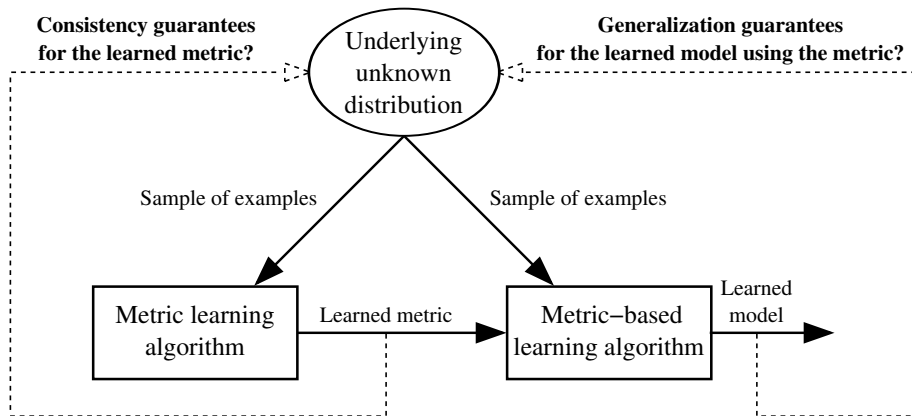 Consistency guarantees
for the learned metric?
Underlying
unknown
distribution
Generalization guarantees
for the learned model using the metric?
Sample of examples
Sample of examples
Metric learning
algorithm
Learned metric
Metric−based
learning algorithm
Learned
model